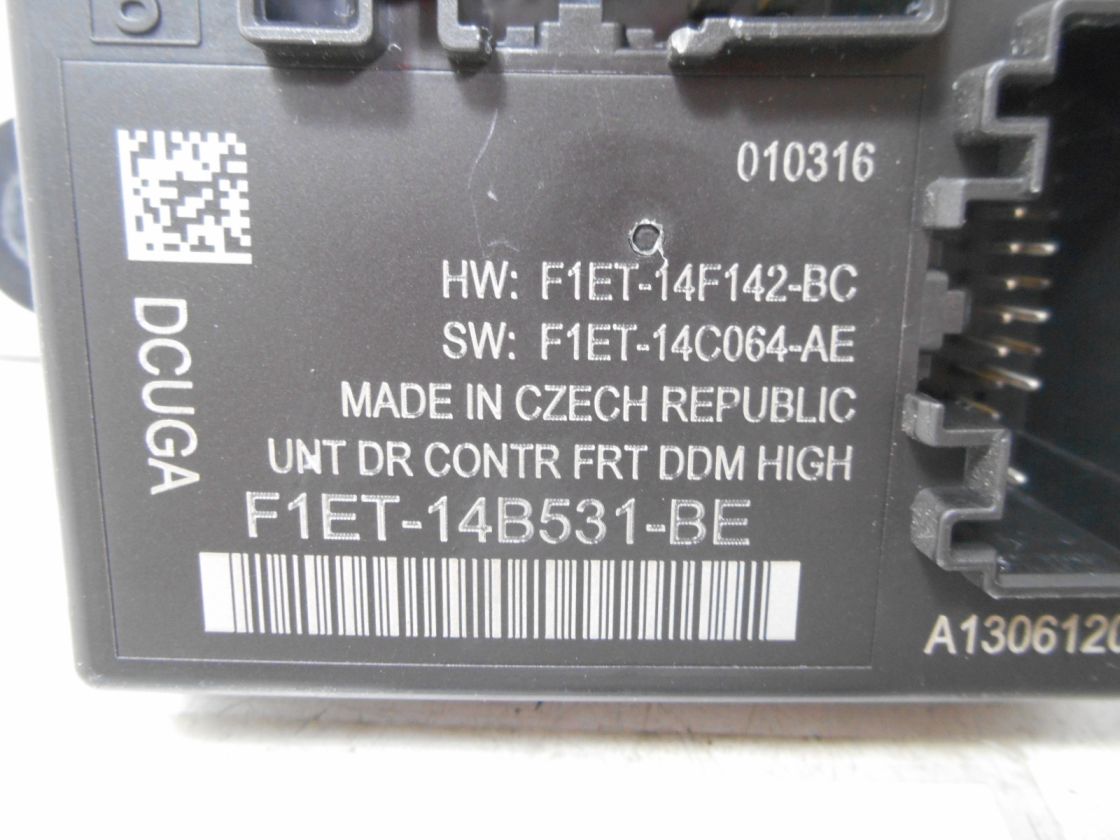 010316
HW: F1ET-14F142-BC
SW: F1ET-14C064-AE
MADE IN CZECH REPUBLIC
UNT DR CONTR FRT DDM HIGH
F1ET-14B531-BE
DCUGA
A1306120